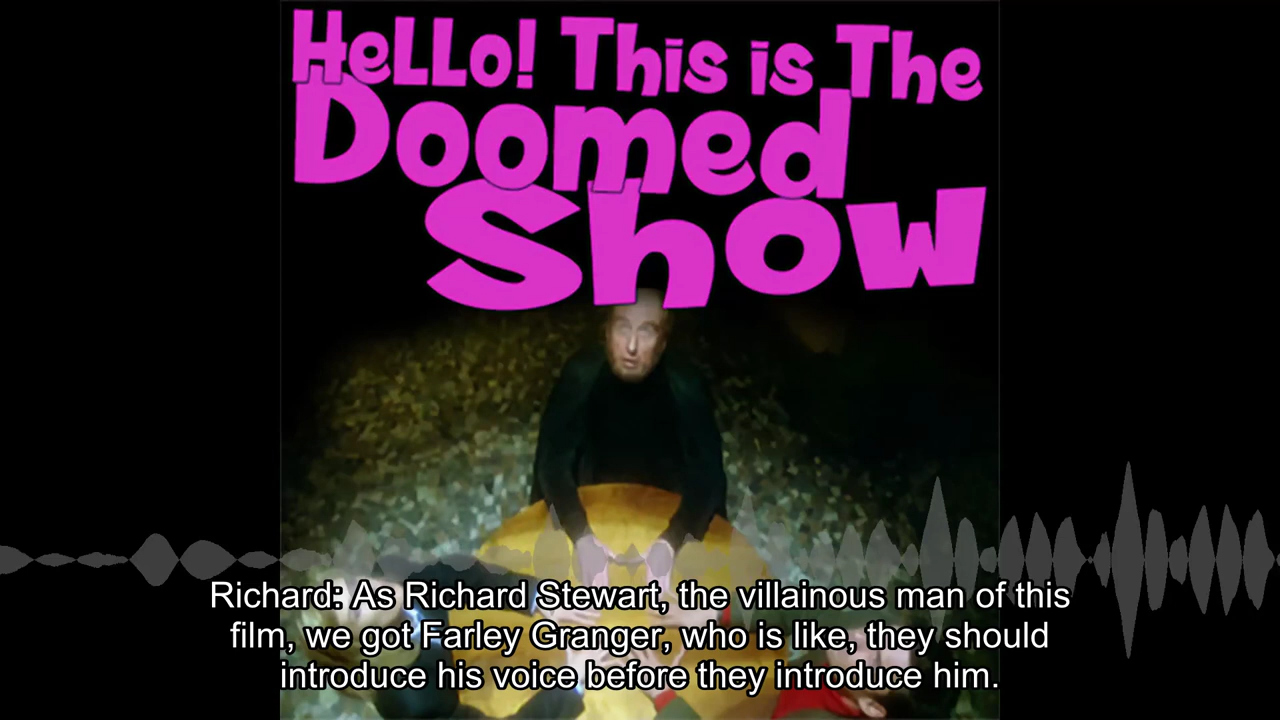 Hello! This is The
Doomed
Show
Richard: As Richard Stewart, the villainous man of this
film, we got Farley Granger, who is like, they should
introduce his voice before they introduce him.